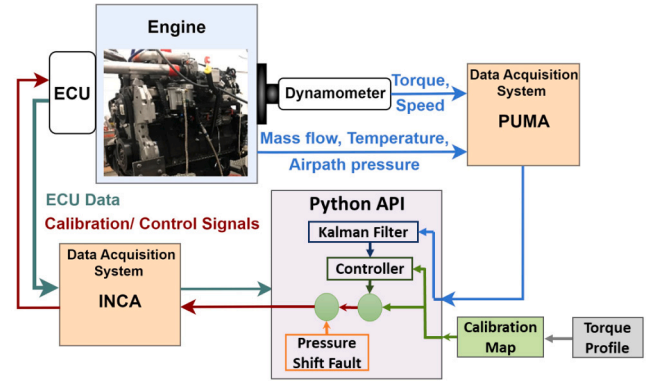 Engine
ECU
Dynamometer
Torque,
Speed
Data Acquisition
System
PUMA
Mass flow, Temperature,
Airpath pressure
ECU Data
Calibration/ Control Signals
Python API
Kalman Filter
Controller
Data Acquisition
System
INCA
Pressure
Shift Fault
Calibration
Map
Torque
Profile